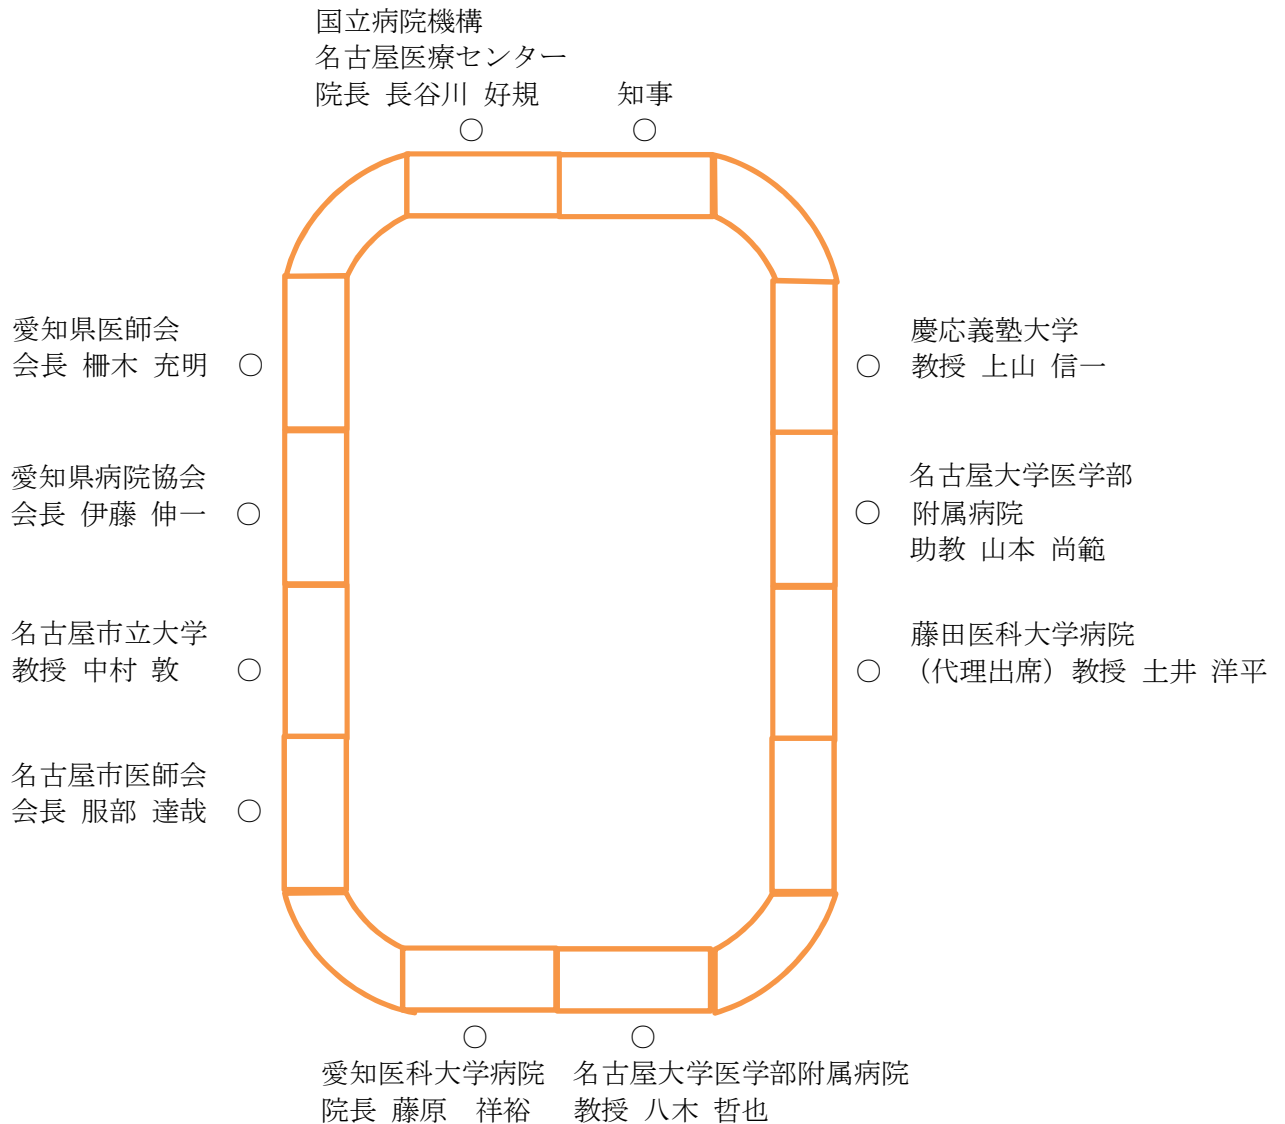 国立病院機構
名古屋医療センター
院長 長谷川 好規
知事
愛知県医師会
会長 柵木 充明
愛知県病院協会
会長 伊藤 伸一
名古屋市立大学
教授 中村 敦
名古屋市医師会
会長 服部 達哉
慶応義塾大学
教授 上山 信一
名古屋大学医学部
附属病院
助教 山本 尚範
藤田医科大学病院
（代理出席）教授 土井 洋平
愛知医科大学病院
院長 藤原 祥裕
名古屋大学医学部附属病院
教授 八木 哲也